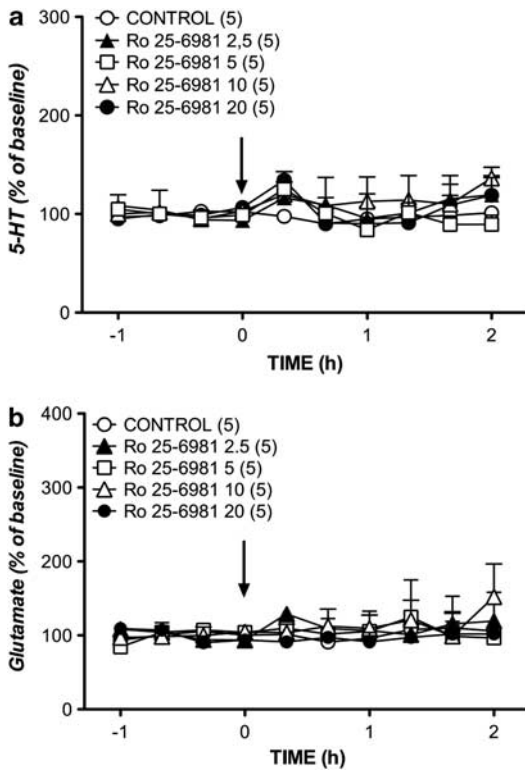 a
300
200
100
0
5-HT (% of baseline)
CONTROL (5)
Ro 25-6981 2,5 (5)
Ro 25-6981 5 (5)
Ro 25-6981 10 (5)
Ro 25-6981 20 (5)
-1 0 1 2
TIME (h)
b
400
300
200
100
0
Glutamate (% of baseline)
CONTROL (5)
Ro 25-6981 2.5 (5)
Ro 25-6981 5 (5)
Ro 25-6981 10 (5)
Ro 25-6981 20 (5)
-1 0 1 2
TIME (h)